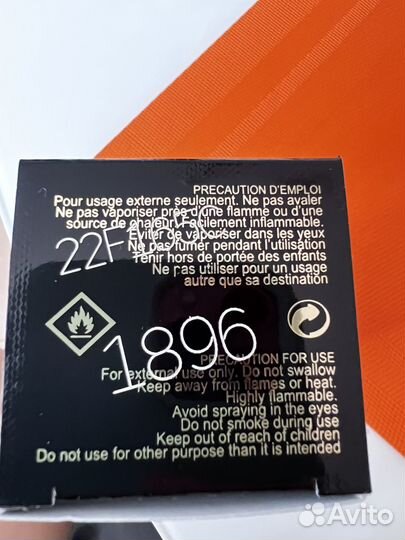 PRECAUTION D'EMPLOI
Pour usage externe seulement. Ne pas avaler
Ne pas vaporiser près d'une flamme ou d'une
source de chaleur. Facilement inflammable.
Eviter de vaporiser dans les yeux
Ne pas fumer pendant l'utilisation
Tenir hors de portée des enfants
Ne pas utiliser pour un usage
autre que sa destination
1896
PRECAUTION FOR USE
For external use only. Do not swallow
Keep away from flames or heat.
Highly flammable.
Avoid spraying in the eyes
Do not smoke during use
Keep out of reach of children
Do not use for other purpose than it is intended
Avito